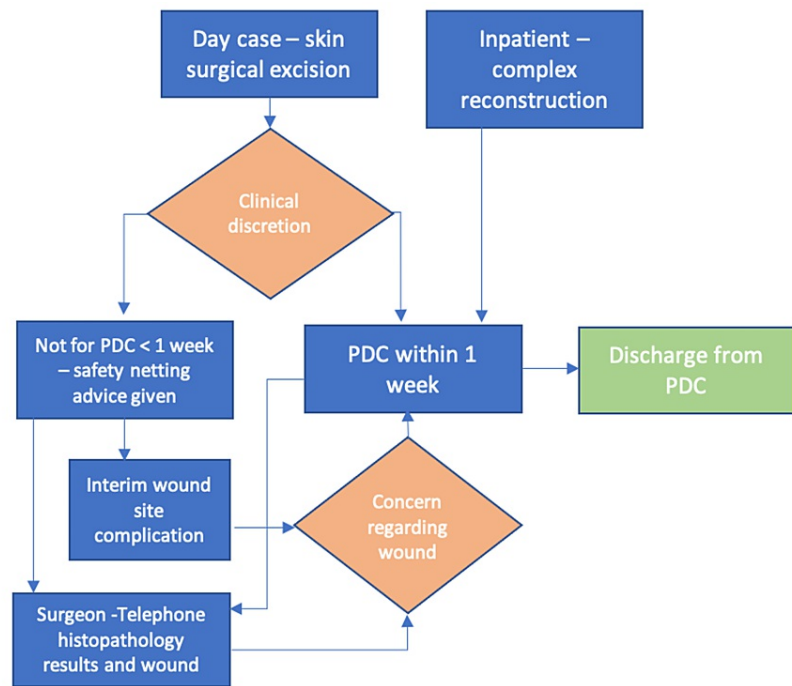 Day case – skin
surgical excision
Inpatient –
complex
reconstruction
Clinical
discretion
Not for PDC < 1 week
– safety netting
advice given
PDC within 1
week
Discharge from
PDC
Interim wound
site
complication
Concern
regarding
wound
Surgeon -Telephone
histopathology
results and wound